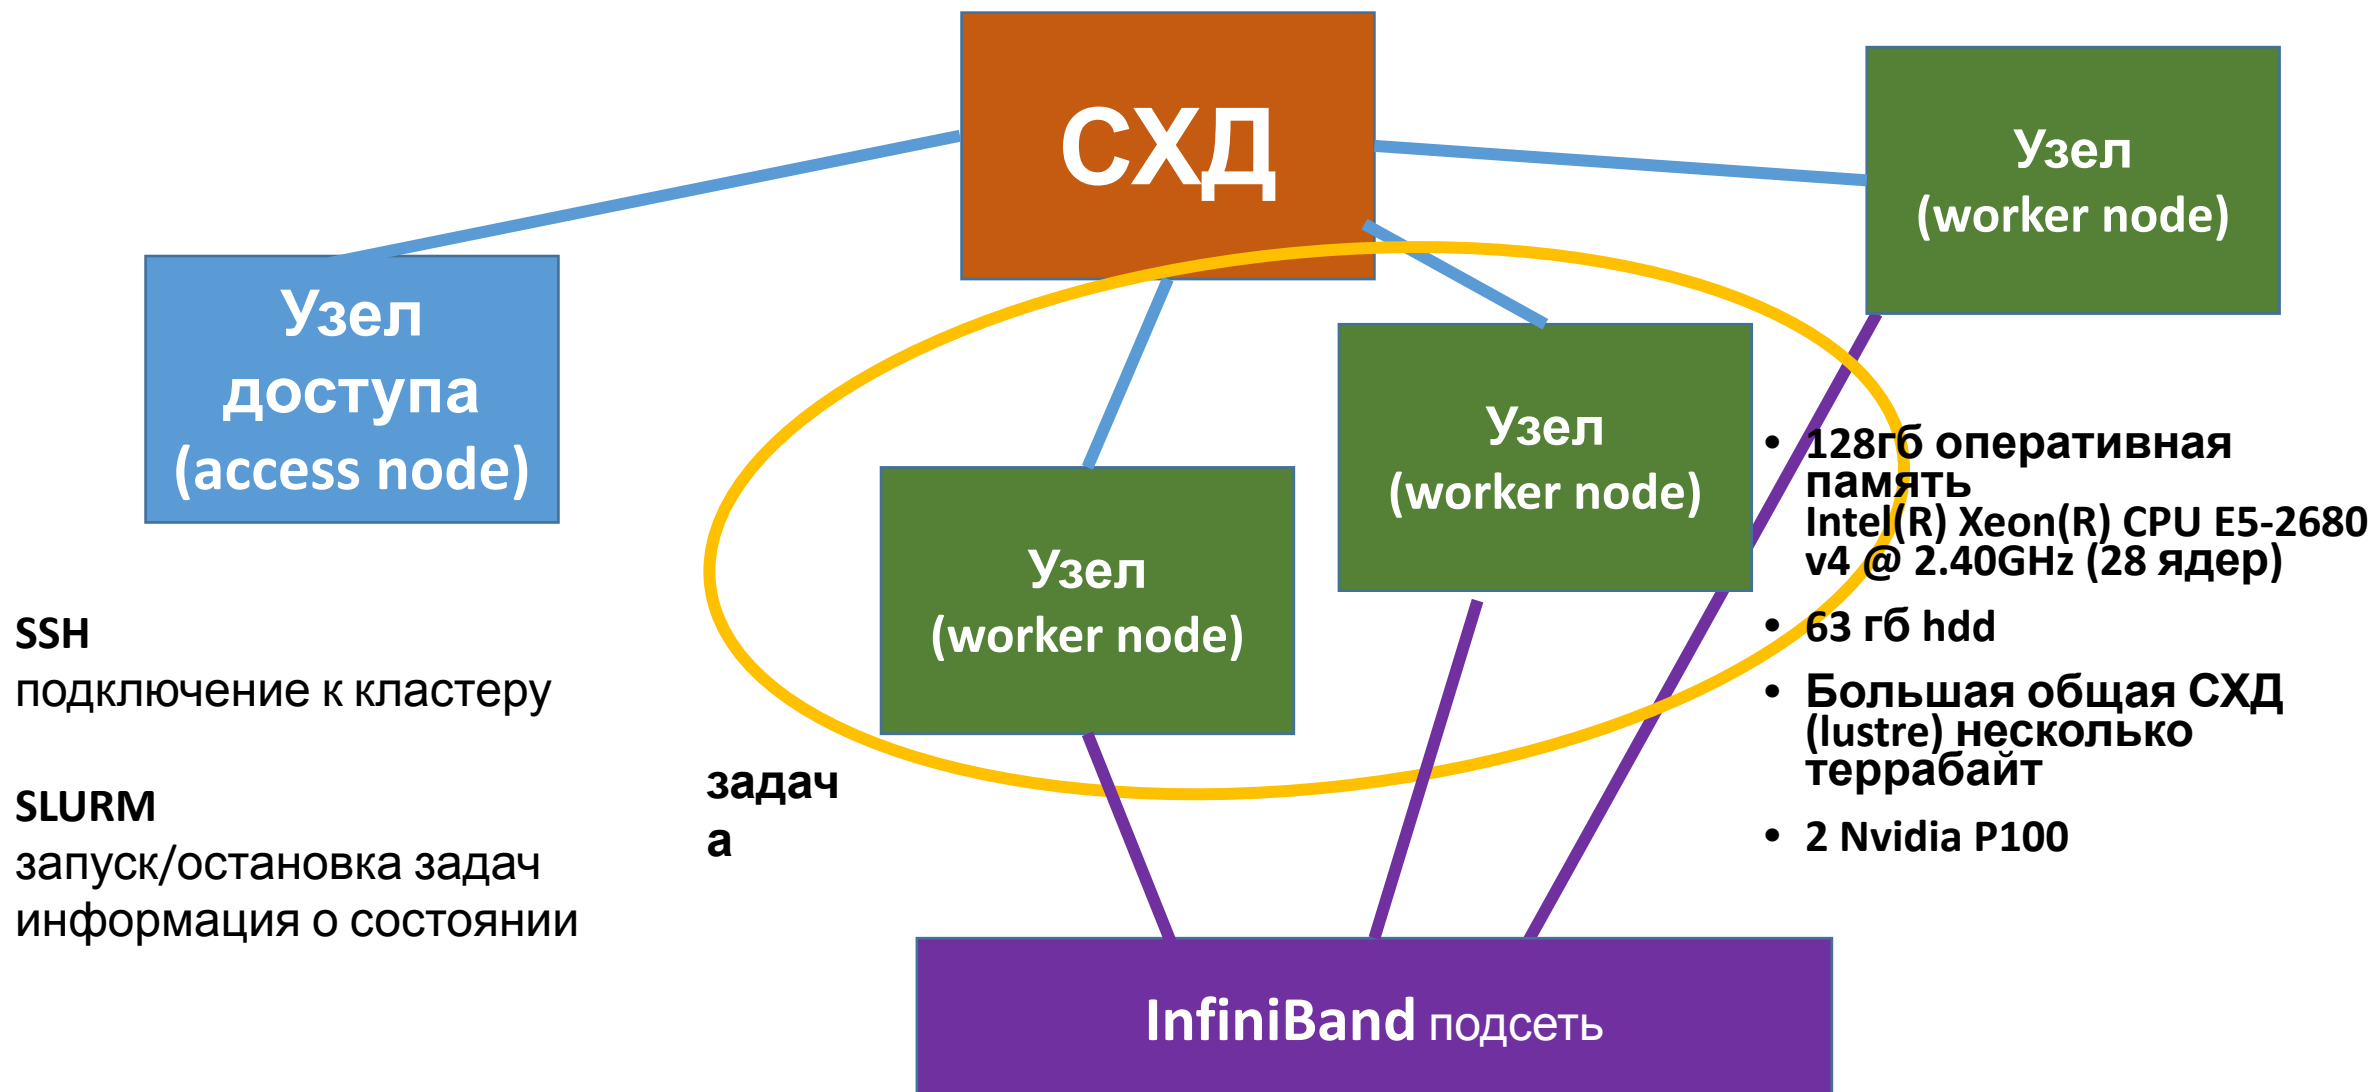 СХД
Узел
(worker node)
Узел
доступа
(access node)
Узел
(worker node)
Узел
(worker node)
• 128гб оперативная
память
Intel(R) Xeon(R) CPU E5-2680
v4 @ 2.40GHz (28 ядер)
• 63 гб hdd
• Большая общая СХД
(lustre) несколько
террабайт
• 2 Nvidia P100
SSH
подключение к кластеру
SLURM
запуск/остановка задач
информация о состоянии
задач
а
InfiniBand подсеть